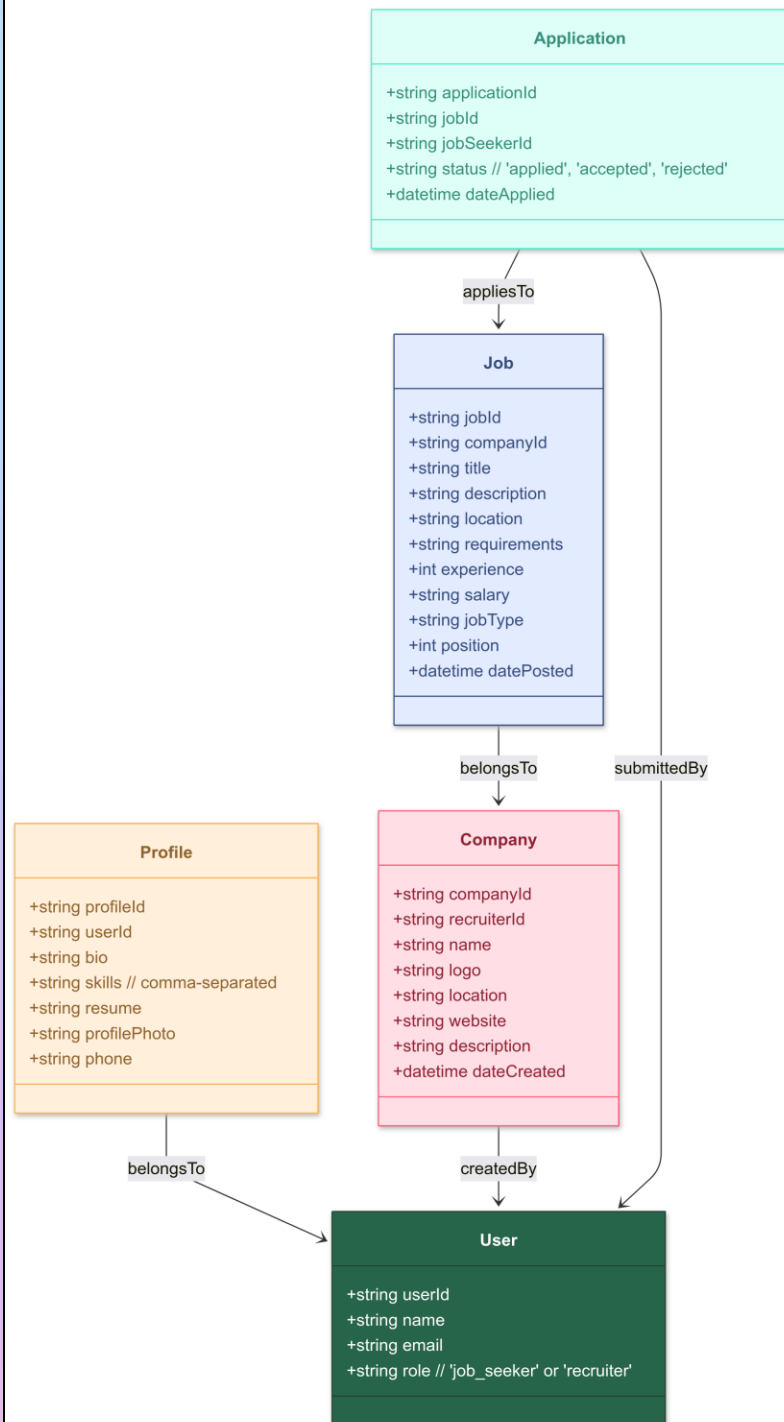 Application
+string applicationId
+string jobId
+string jobSeekerId
+string status // 'applied', 'accepted', 'rejected'
+datetime dateApplied
appliesTo
Job
+string jobId
+string companyId
+string title
+string description
+string location
+string requirements
+int experience
+string salary
+string jobType
+int position
+datetime datePosted
belongsTo
submittedBy
Profile
+string profileId
+string userId
+string bio
+string skills // comma-separated
+string resume
+string profilePhoto
+string phone
Company
+string companyId
+string recruiterId
+string name
+string logo
+string location
+string website
+string description
+datetime dateCreated
belongsTo
createdBy
User
+string userId
+string name
+string email
+string role // 'job_seeker' or 'recruiter'